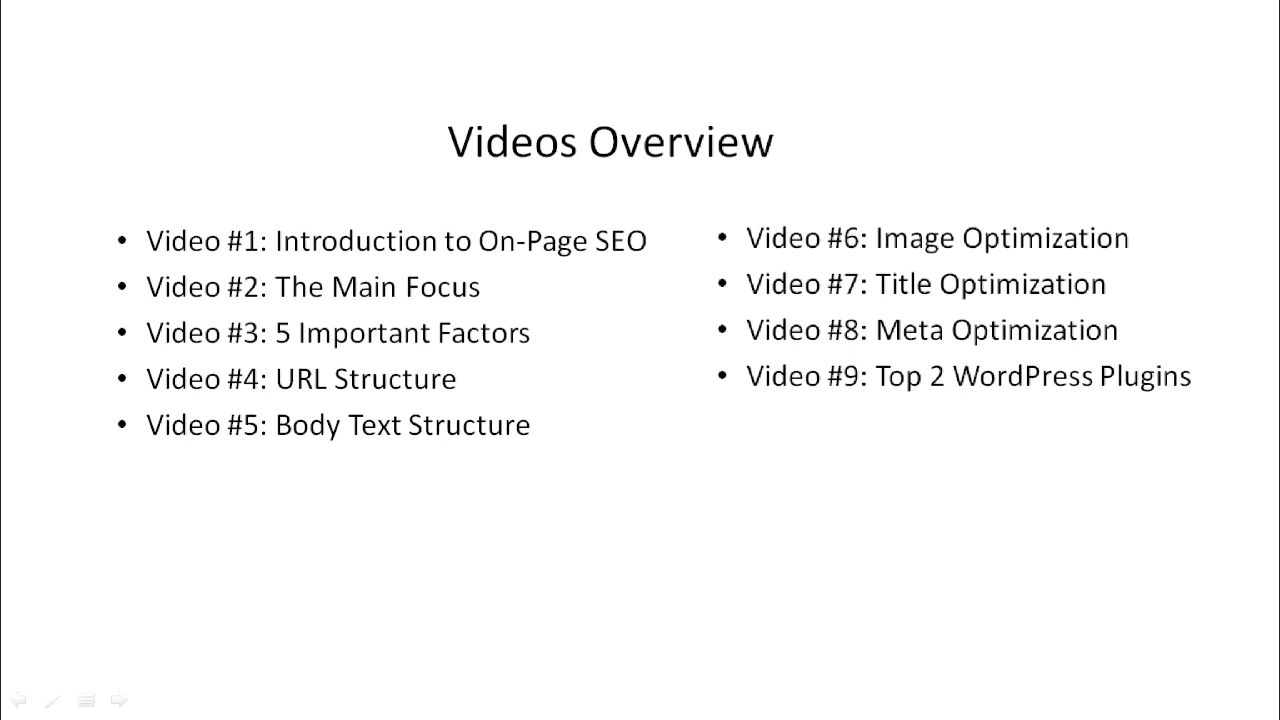 Videos Overview
• Video #1: Introduction to On-Page SEO
• Video #2: The Main Focus
• Video #3: 5 Important Factors
• Video #4: URL Structure
• Video #5: Body Text Structure
• Video #6: Image Optimization
• Video #7: Title Optimization
• Video #8: Meta Optimization
• Video #9: Top 2 WordPress Plugins